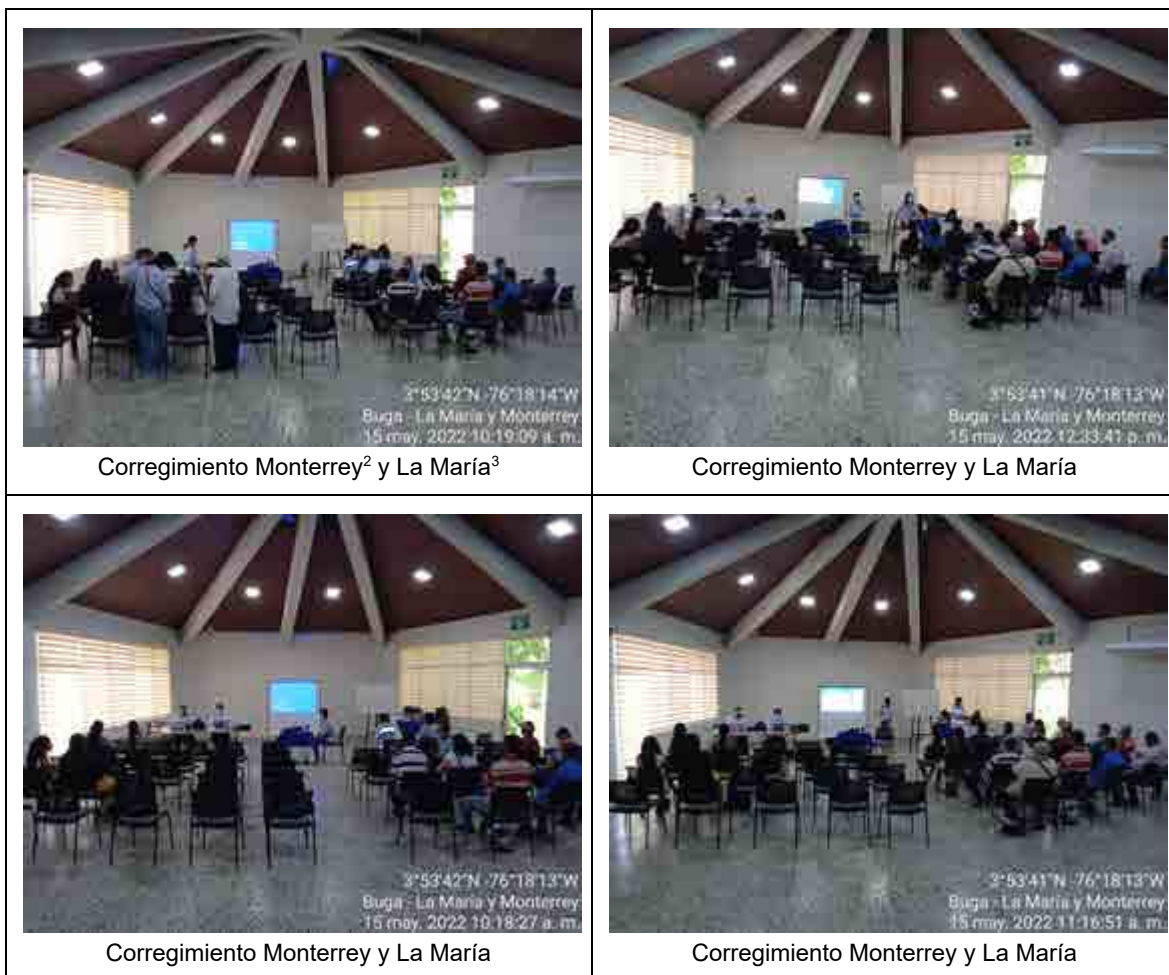 3°53'42"N -76°18'14"W
Buga - La María y Monterrey
15 may. 2022 10:19:09 a. m.
Corregimiento Monterrey² y La María³
3°53'41"N -76°18'13"W
Buga - La María y Monterrey
15 may. 2022 12:33:41 p. m.
Corregimiento Monterrey y La María
3°53'42"N -76°18'13"W
Buga - La María y Monterrey
15 may. 2022 10:18:27 a. m.
Corregimiento Monterrey y La María
3°53'41"N -76°18'13"W
Buga - La María y Monterrey
15 may. 2022 11:16:51 a. m.
Corregimiento Monterrey y La María